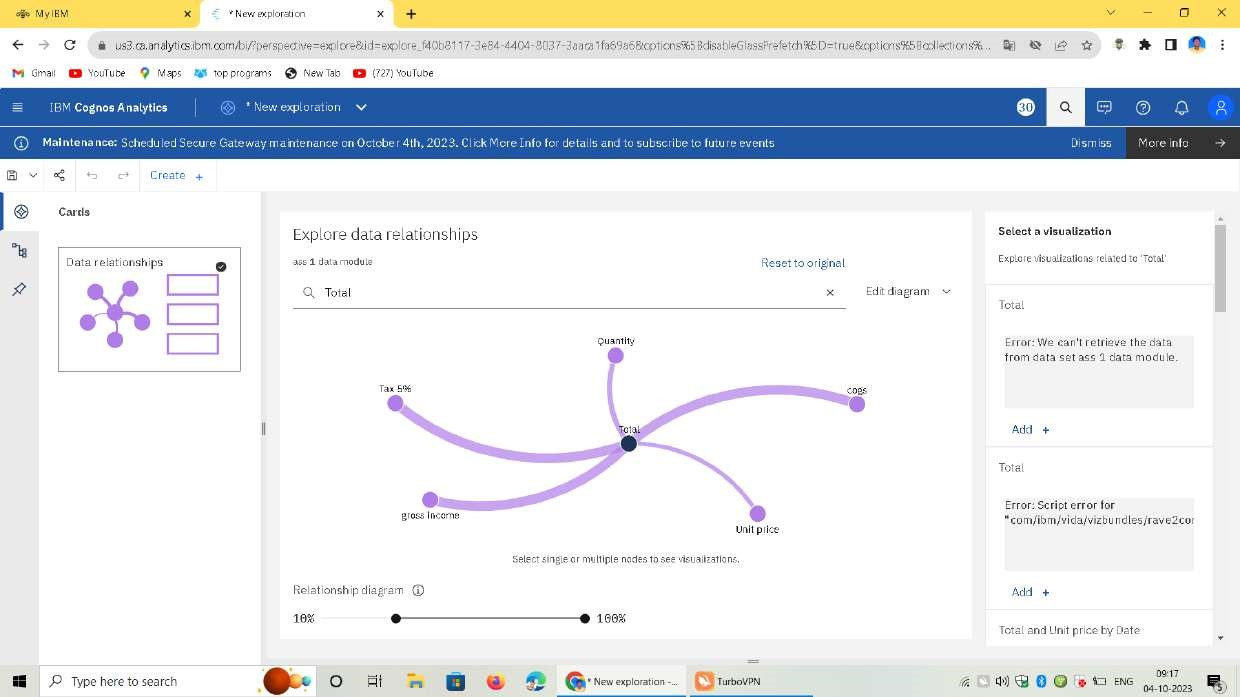 My IBM
* New exploration
us3.ca.analytics.ibm.com/bi/?perspective=explore&id=explore_f40b8117-3e84-4404-8037-3aaca1fa69a6&options%5BdisableGlassPrefetch%5D=true&options%5Bcollections%...
Gmail
YouTube
Maps
top programs
New Tab
(727) YouTube
IBM Cognos Analytics
* New exploration
30
Maintenance: Scheduled Secure Gateway maintenance on October 4th, 2023. Click More Info for details and to subscribe to future events
Dismiss
More info
Create +
Cards
Data relationships
Explore data relationships
ass 1 data module
Reset to original
Total
Edit diagram
Quantity
Tax 5%
cogs
Total
gross income
Unit price
Select single or multiple nodes to see visualizations.
Relationship diagram
10%
100%
Select a visualization
Explore visualizations related to 'Total'
Total
Error: We can't retrieve the data
from data set ass 1 data module.
Add +
Total
Error: Script error for
"com/ibm/vida/vizbundles/rave2cor
Add +
Total and Unit price by Date
Type here to search
* New exploration -...
TurboVPN
ENG
09:17
04-10-2023
5